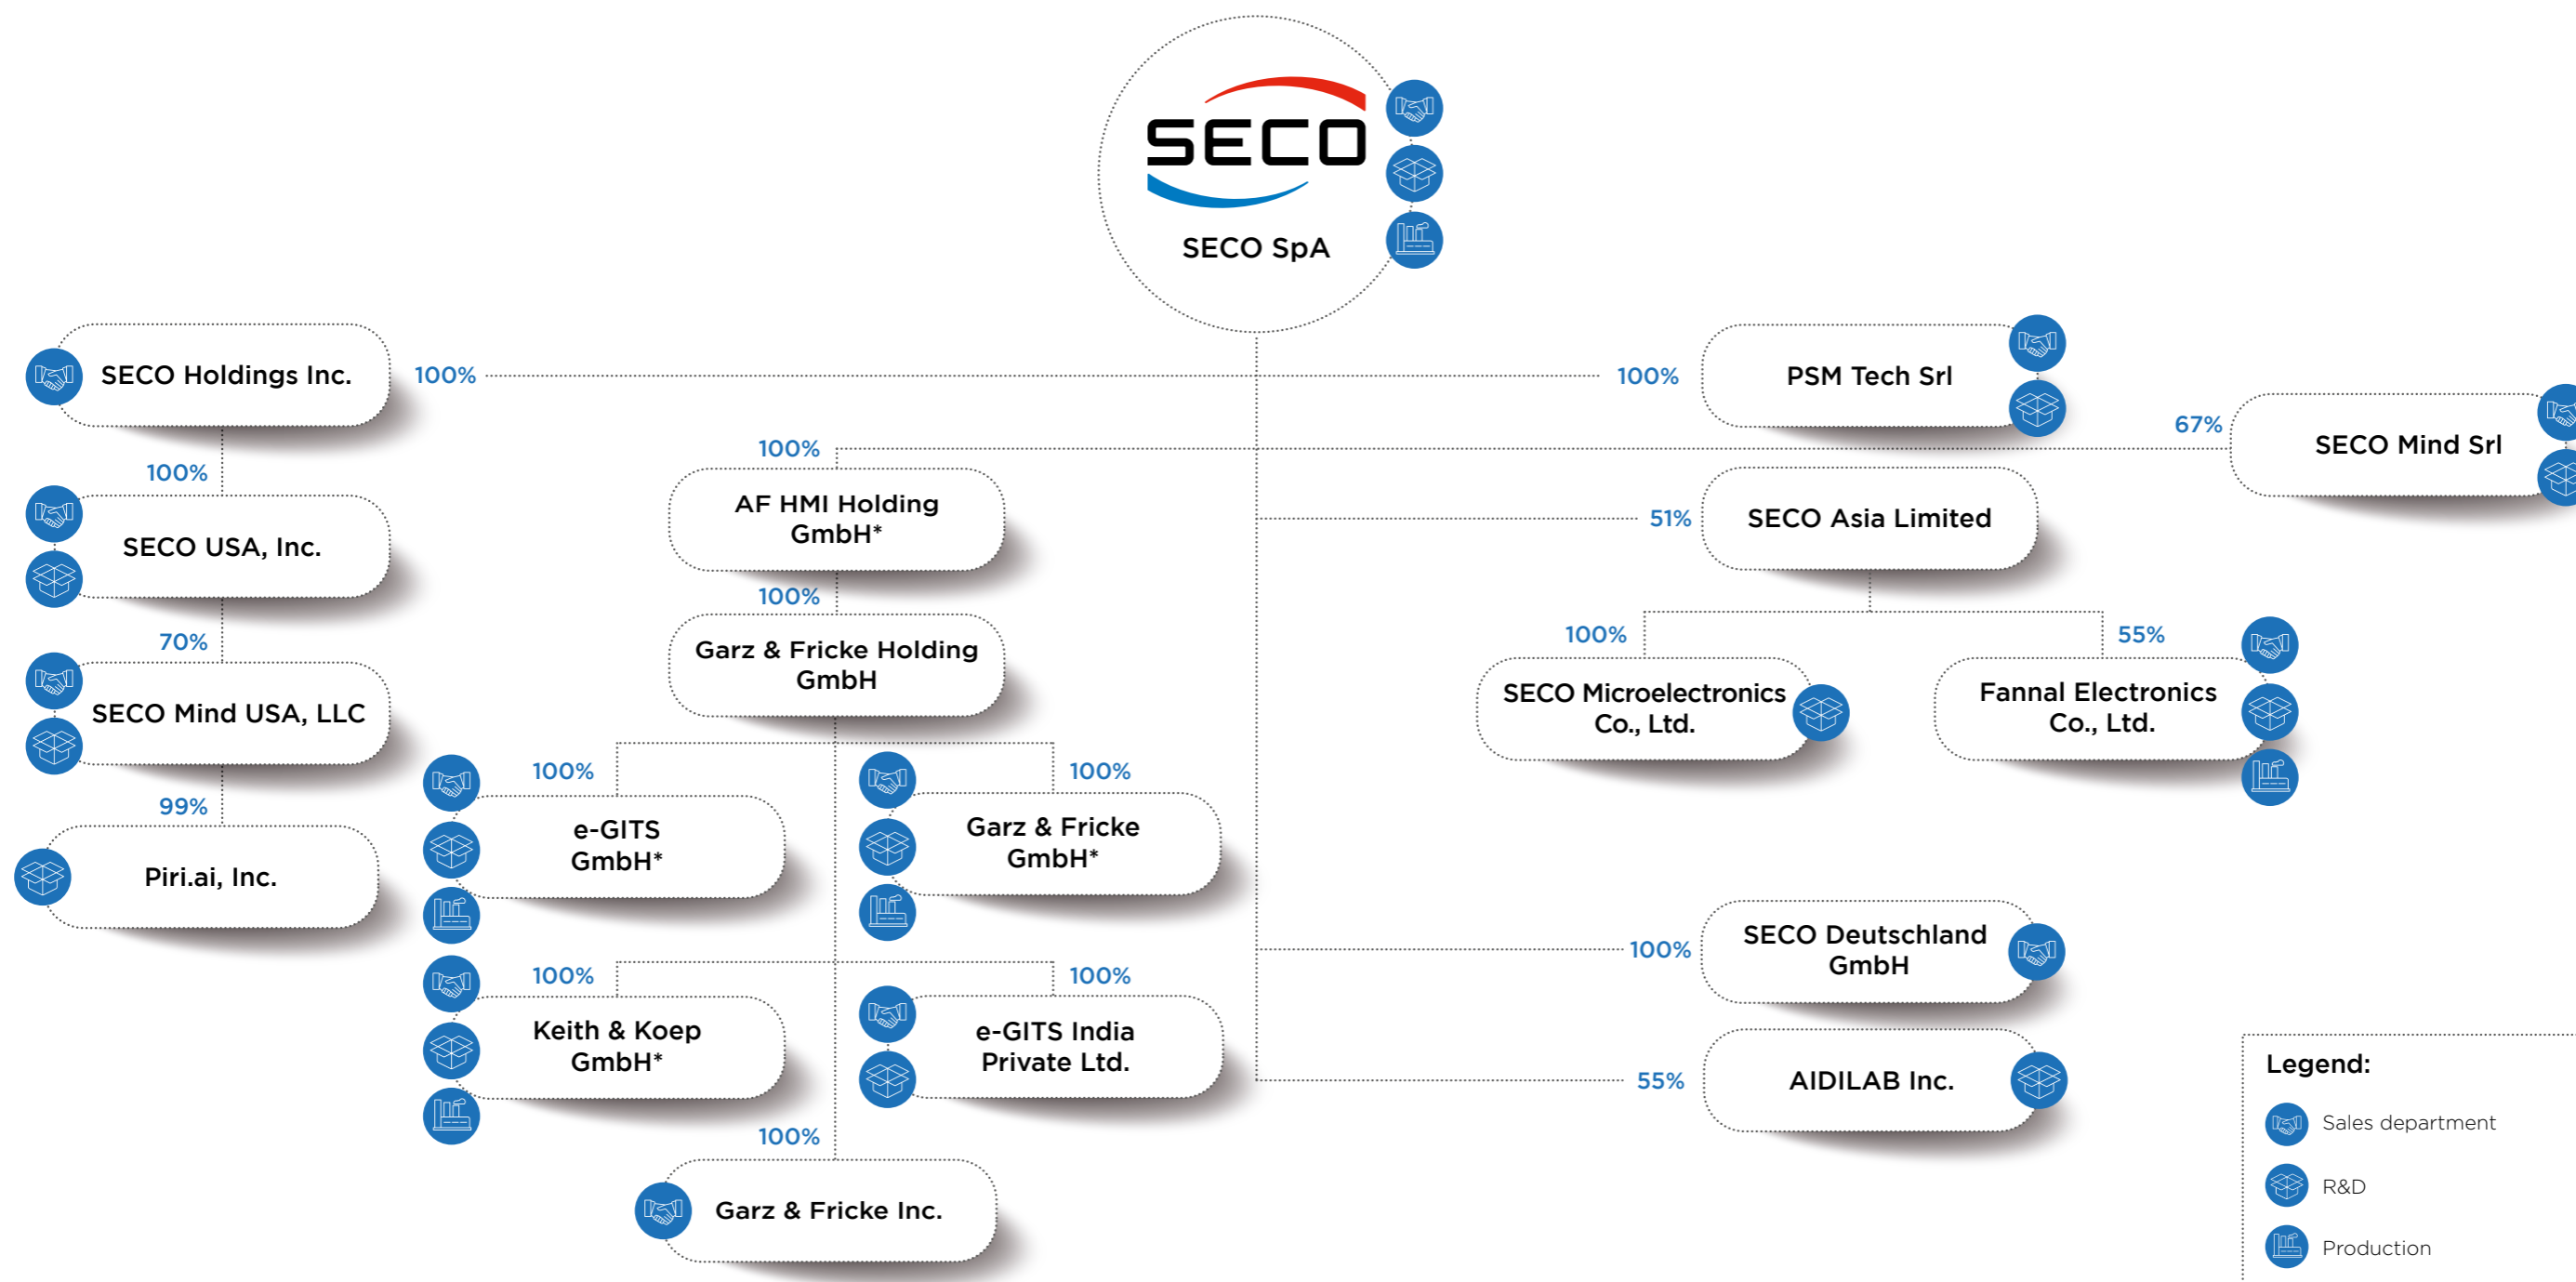 SECO
SECO SpA
SECO Holdings Inc.
100%
100%
PSM Tech Srl
67%
SECO Mind Srl
100%
SECO USA, Inc.
100%
AF HMI Holding
GmbH*
51%
SECO Asia Limited
100%
Garz & Fricke Holding
GmbH
70%
SECO Mind USA, LLC
100%
SECO Microelectronics
Co., Ltd.
55%
Fannal Electronics
Co., Ltd.
99%
Piri.ai, Inc.
100%
e-GITS
GmbH*
100%
Garz & Fricke
GmbH*
100%
SECO Deutschland
GmbH
100%
Keith & Koep
GmbH*
100%
e-GITS India
Private Ltd.
55%
AIDILAB Inc.
100%
Garz & Fricke Inc.
Legend:
Sales department
R&D
Production